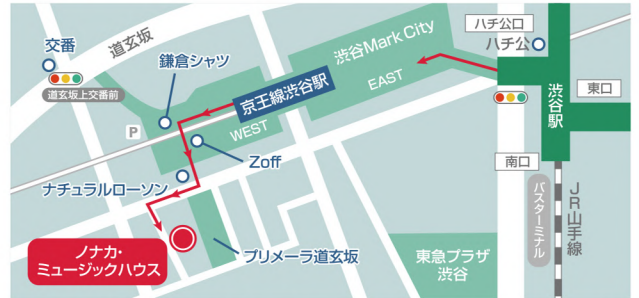 交番
道玄坂
道玄坂上交番前
鎌倉シャツ
P
渋谷Mark City
EAST
京王線渋谷駅
WEST
Zoff
ナチュラルローソン
ノナカ・
ミュージックハウス
プリメーラ道玄坂
ハチ公口
ハチ公
渋谷駅
東口
南口
バスターミナル
JR山手線
東急プラザ
渋谷